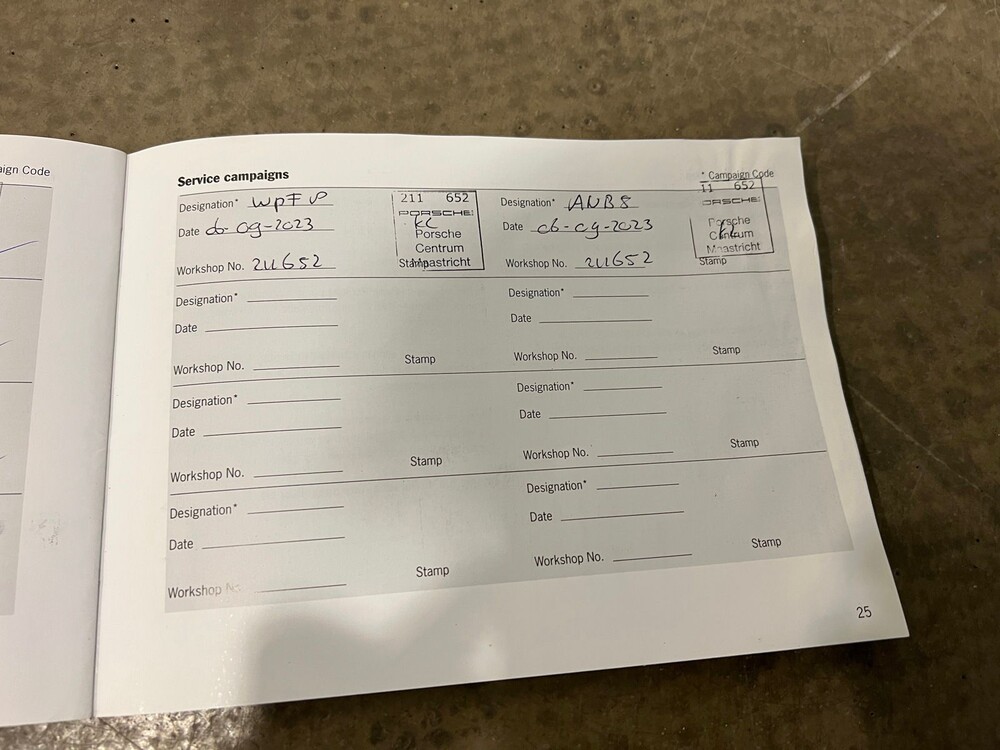 aign Code
Service campaigns
* Campaign Code
Designation* WPFP
Date 06-09-2023
Workshop No. 211652
211 652
PORSCHE
Porsche
Centrum
Maastricht
Stamp
Designation* ANB8
Date 06-09-2023
Workshop No. 211652
11 652
PORSCHE
Porsche
Centrum
Maastricht
Stamp
Designation*
Date
Workshop No.
Stamp
Designation*
Date
Workshop No.
Stamp
Designation*
Date
Workshop No.
Stamp
Designation*
Date
Workshop No.
Stamp
Designation*
Date
Workshop No.
Stamp
Designation*
Date
Workshop No.
Stamp
25